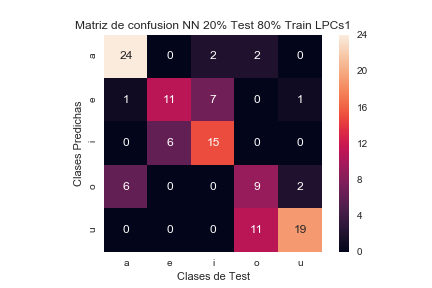 Matriz de confusion NN 20% Test 80% Train LPCs1
a 24 0 2 2 0
e 1 11 7 0 1
i 0 6 15 0 0
o 6 0 0 9 2
u 0 0 0 11 19
a e i o u
Clases de Test
Clases Predichas
24
20
16
12
8
4
0